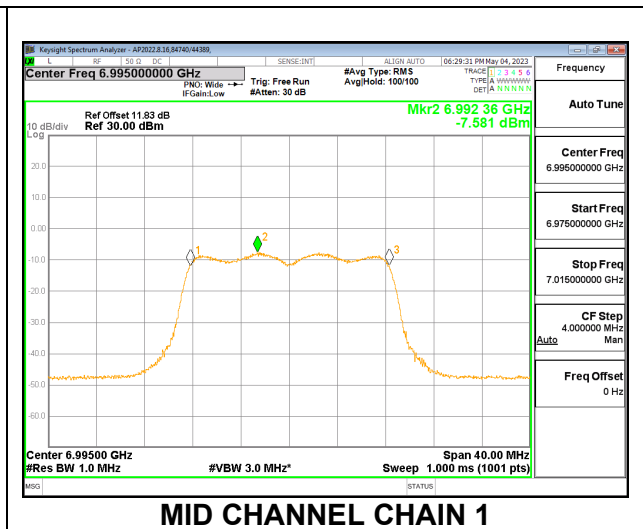 Keysight Spectrum Analyzer - AP2022.8.16,84740/44389,
L RF 50 Ω DC SENSE:INT ALIGN AUTO 06:29:31 PM May 04, 2023
Center Freq 6.995000000 GHz
PNO: Wide
IFGain:Low
Trig: Free Run
#Atten: 30 dB
#Avg Type: RMS
Avg|Hold: 100/100
TRACE 1 2 3 4 5 6
TYPE A WWWWW
DET A N N N N N
Frequency
Auto Tune
Center Freq
6.995000000 GHz
Start Freq
6.975000000 GHz
Stop Freq
7.015000000 GHz
CF Step
4.000000 MHz
Auto Man
Freq Offset
0 Hz
Ref Offset 11.83 dB
10 dB/div Ref 30.00 dBm
Log
Mkr2 6.992 36 GHz
-7.581 dBm
20.0
10.0
0.00
-10.0
-20.0
-30.0
-40.0
-50.0
-60.0
1
2
3
Center 6.99500 GHz Span 40.00 MHz
#Res BW 1.0 MHz #VBW 3.0 MHz* Sweep 1.000 ms (1001 pts)
MSG STATUS
MID CHANNEL CHAIN 1